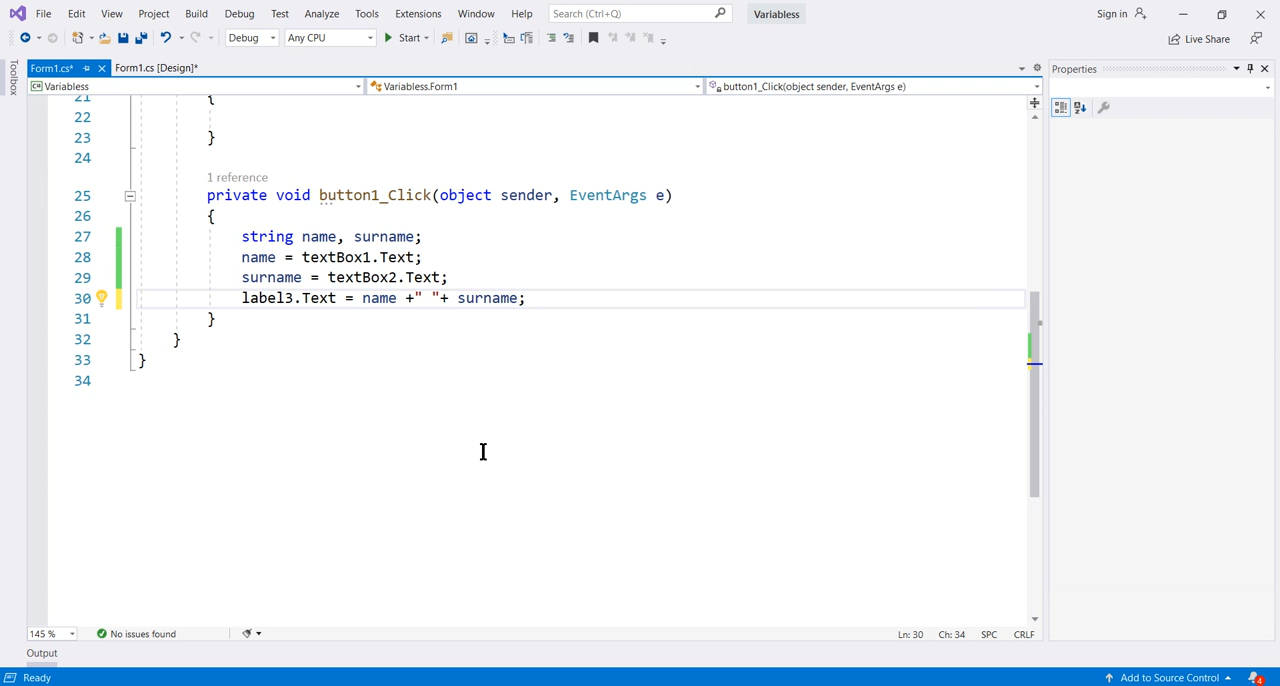 File Edit View Project Build Debug Test Analyze Tools Extensions Window Help Search (Ctrl+Q) Variabless Sign in
Debug Any CPU Start Live Share
Form1.cs* Form1.cs [Design]* Properties
Toolbox
C# Variabless Variabless.Form1 button1_Click(object sender, EventArgs e)
21 {
22
23 }
24
1 reference
25 private void button1_Click(object sender, EventArgs e)
26 {
27 string name, surname;
28 name = textBox1.Text;
29 surname = textBox2.Text;
30 label3.Text = name +" "+ surname;
31 }
32 }
33 }
34
145 % No issues found Ln: 30 Ch: 34 SPC CRLF
Output
Ready Add to Source Control 4